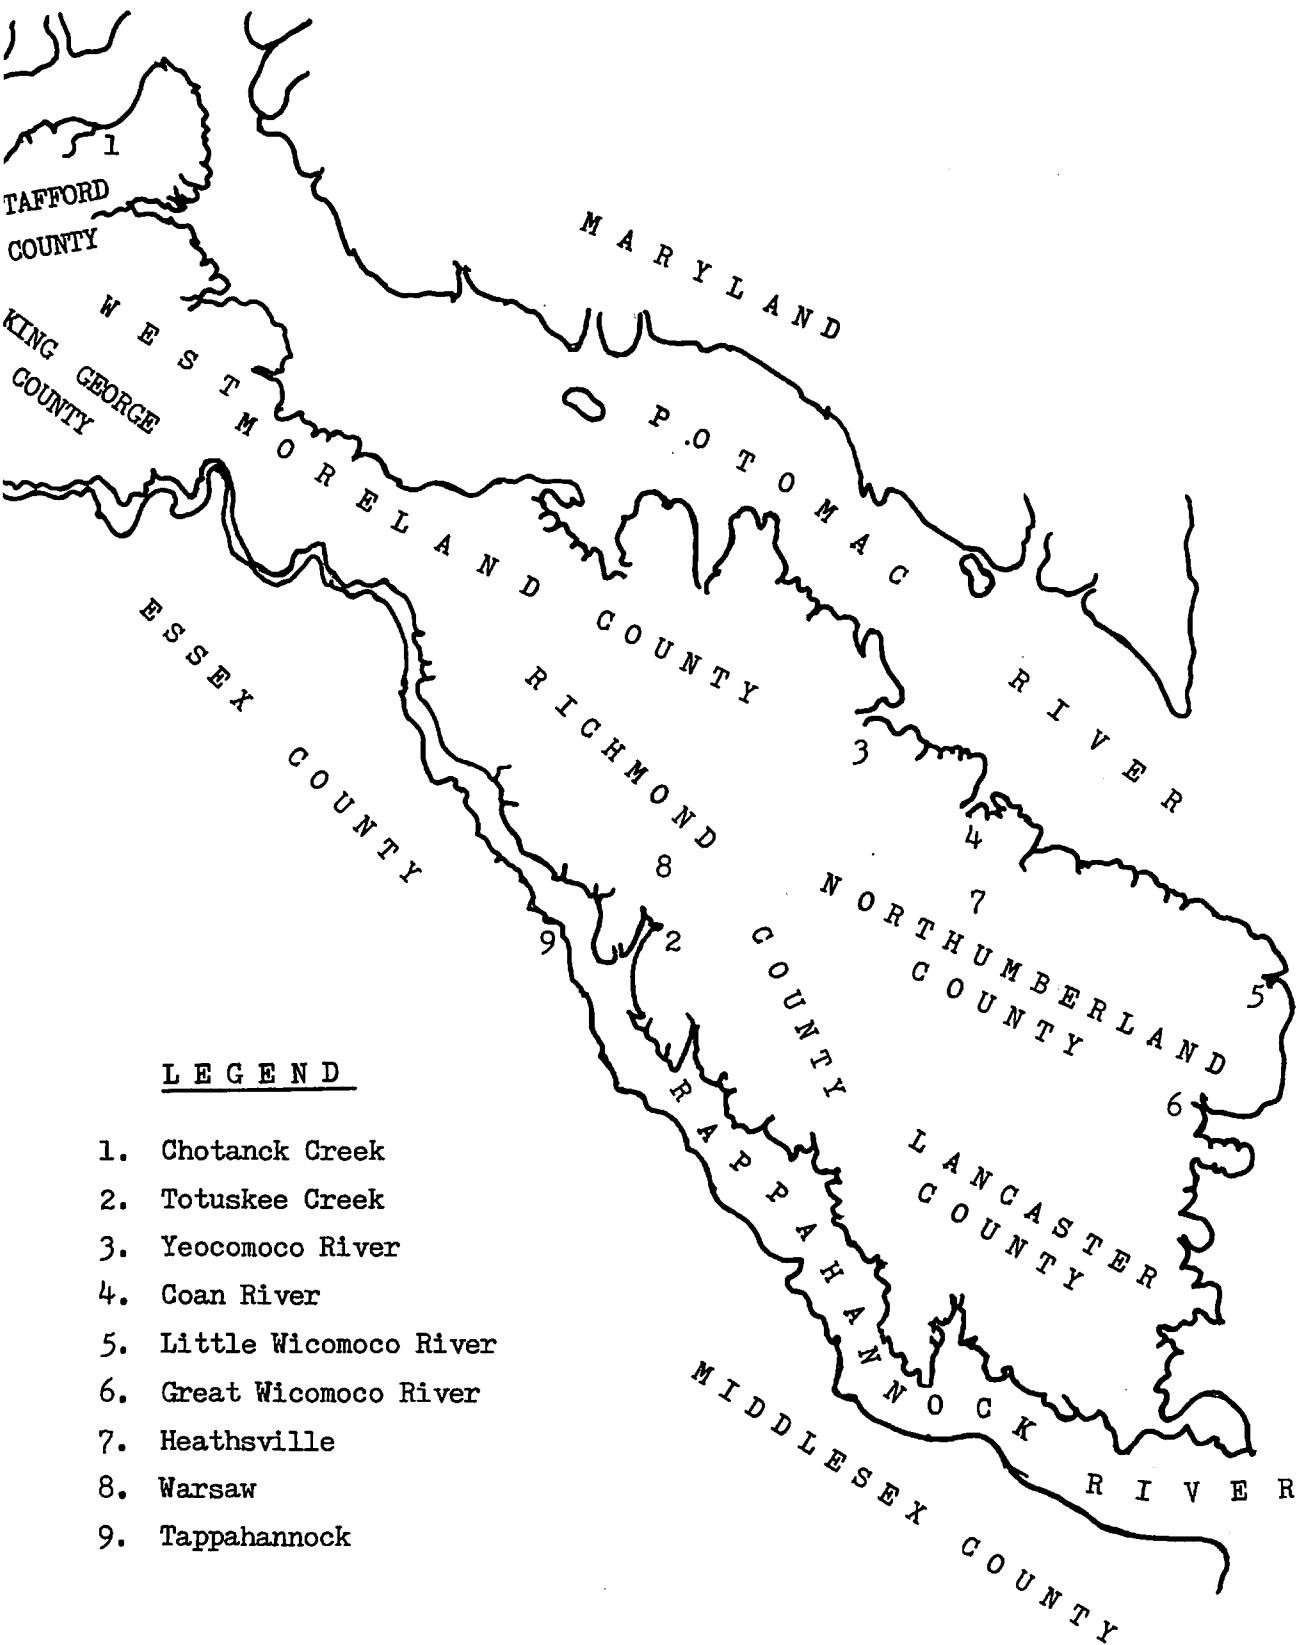 1
TAFFORD
COUNTY
MARYLAND
WESTMORELAND COUNTY
KING GEORGE
COUNTY
POTOMAC RIVER
ESSEX COUNTY
RICHMOND COUNTY
3
4
8
7
NORTHUMBERLAND
COUNTY
9
2
5
6
RAPPAHANNOCK RIVER
LANCASTER
COUNTY
MIDDLESEX COUNTY
LEGEND
1. Chotanck Creek
2. Totuskee Creek
3. Yeocomoco River
4. Coan River
5. Little Wicomoco River
6. Great Wicomoco River
7. Heathsville
8. Warsaw
9. Tappahannock